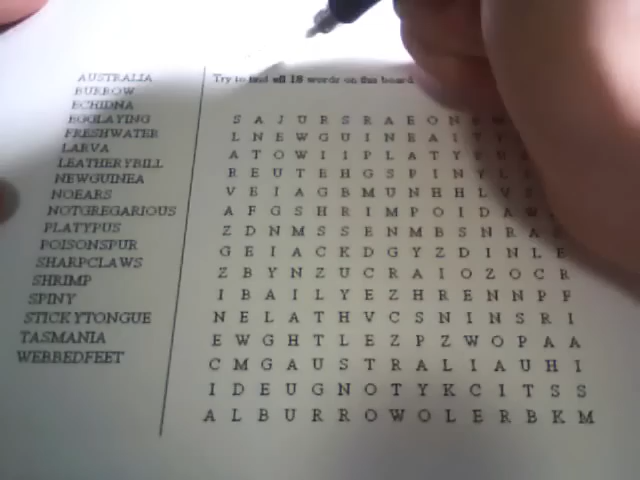 AUSTRALIA
BURROW
ECHIDNA
EGGLAYING
FRESHWATER
LARVA
LEATHERYBILL
NEWGUINEA
NOEARS
NOTGREGARIOUS
PLATYPUS
POISONSPUR
SHARPCLAWS
SHRIMP
SPINY
STICKYTONGUE
TASMANIA
WEBBEDFEET
Try to find all 18 words on this board
S A J U R S R A E O N
L N E W G U I N E A
A T O W I I P L A T Y
R E U T E H G S P I N Y
V E I A G B M U N H H L V
A F G S H R I M P O I D A
Z D N M S S E N M B S N R A
G E I A C K D G Y Z D I N L E
Z B Y N Z U C R A I O Z O C R
I B A I L Y E Z H R E N N P F
N E L A T H V C S N I N S R I
E W G H T L E Z P Z W O P A A
C M G A U S T R A L I A U H I
I D E U G N O T Y K C I T S S
A L B U R R O W O L E R B K M